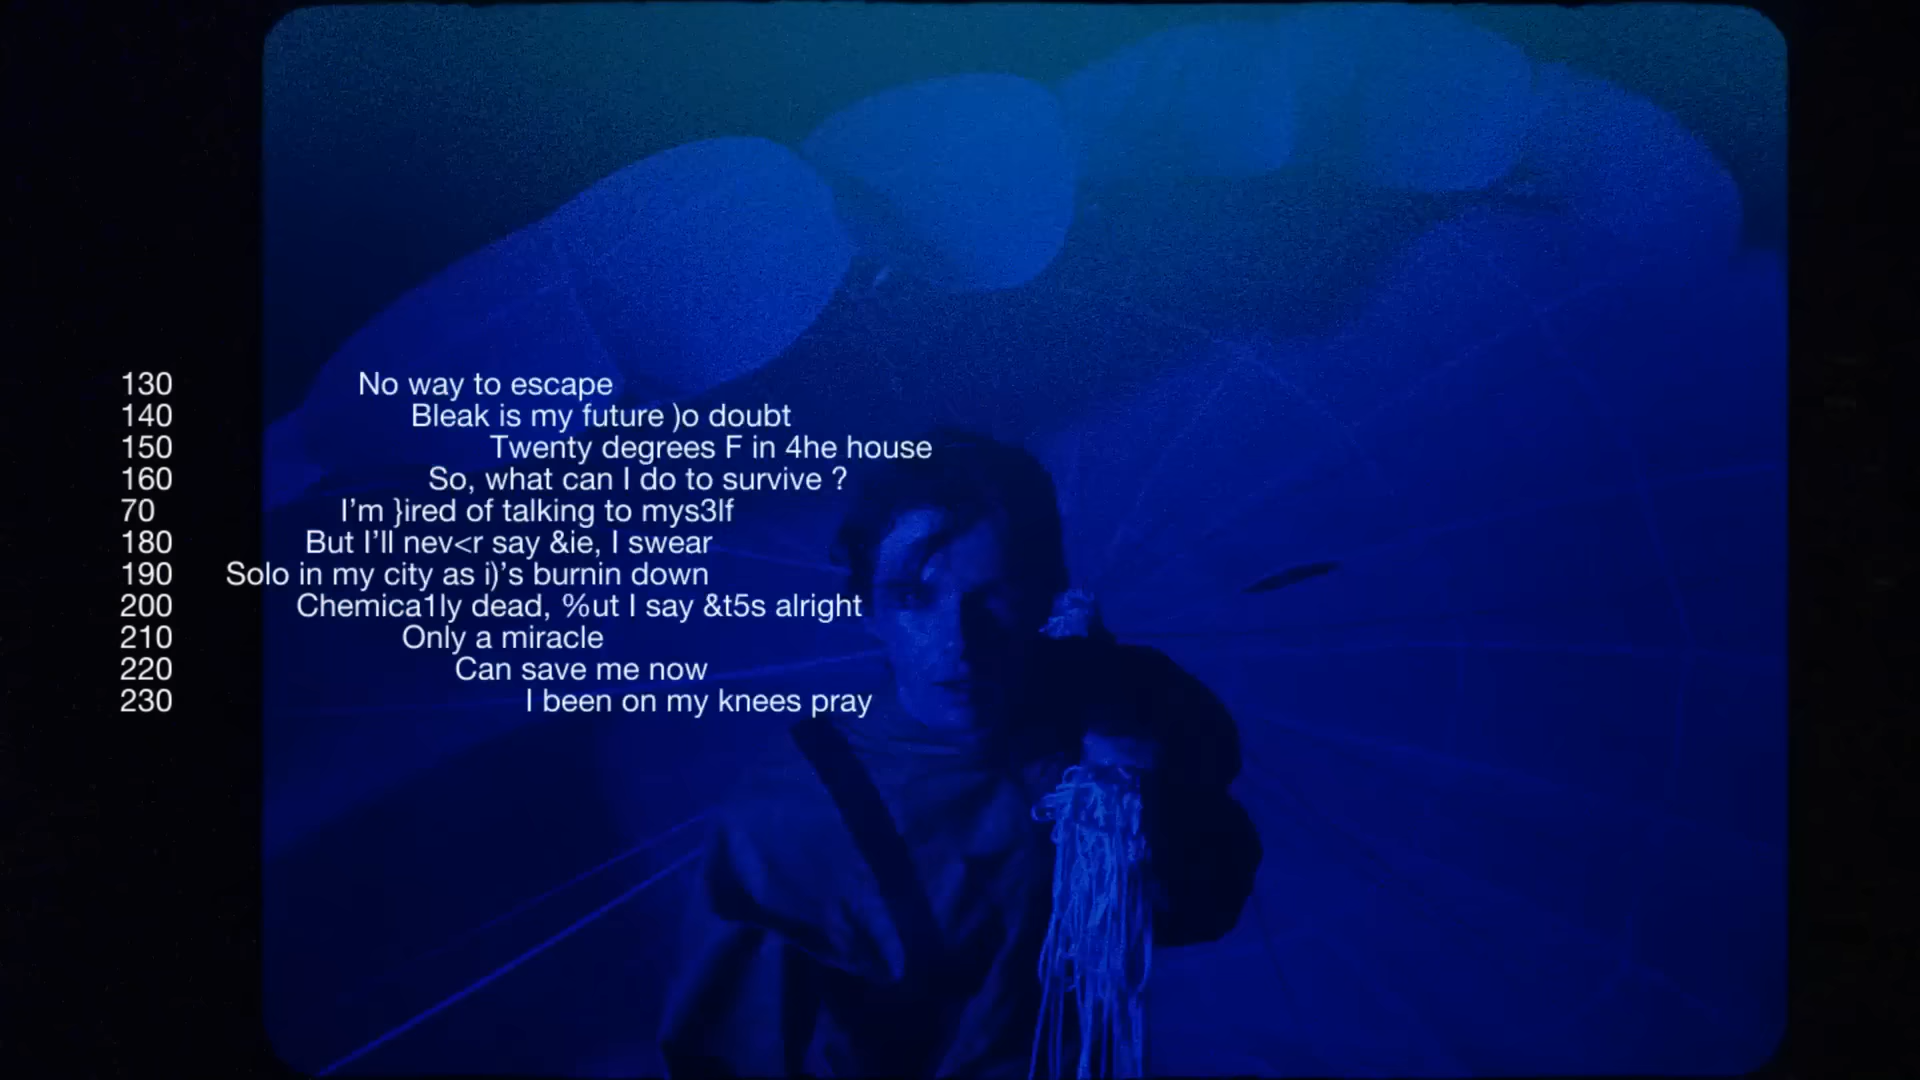 130 No way to escape
140 Bleak is my future )o doubt
150 Twenty degrees F in 4he house
160 So, what can I do to survive ?
70 I’m }ired of talking to mys3lf
180 But I’ll nev<r say &ie, I swear
190 Solo in my city as i)’s burnin down
200 Chemica1ly dead, %ut I say &t5s alright
210 Only a miracle
220 Can save me now
230 I been on my knees pray